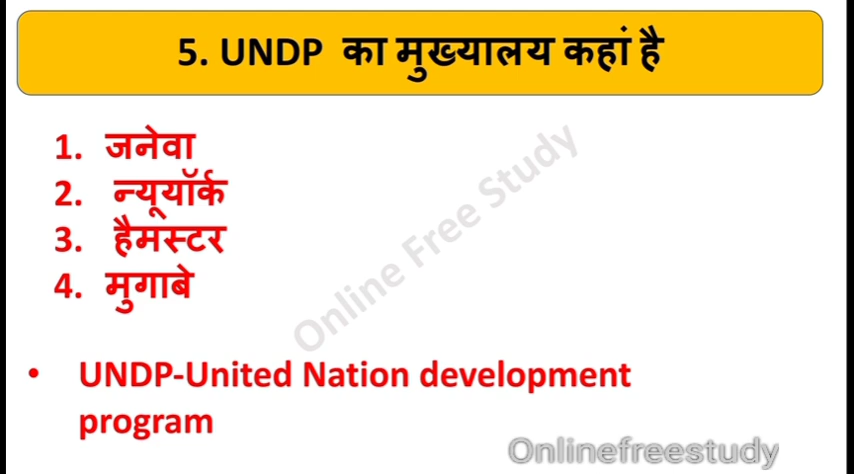 5. UNDP का मुख्यालय कहां है
1. जनेवा
2. न्यूयॉर्क
3. हैमस्टर
4. मुगाबे
Online Free Study
• UNDP-United Nation development
program
Onlinefreestudy